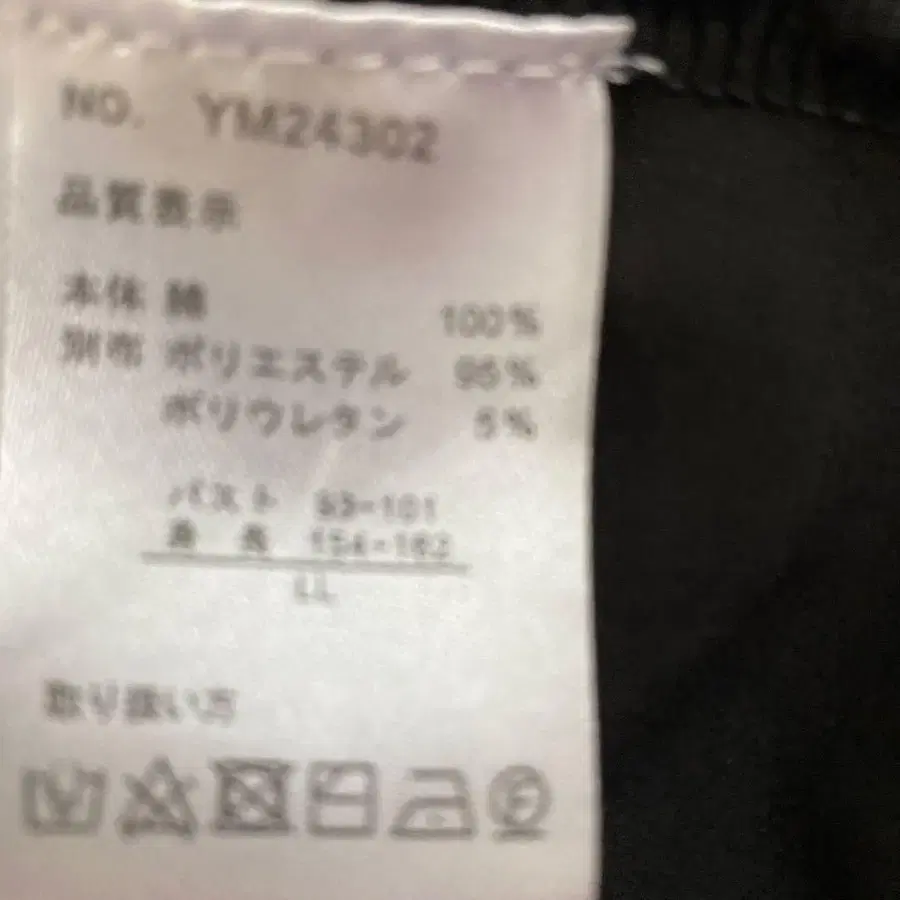 NO. YM24302
品質表示
本体 綿 100%
別布 ポリエステル 95%
ポリウレタン 5%
バスト 93-101
身 長 154-162
LL
取り扱い方
F